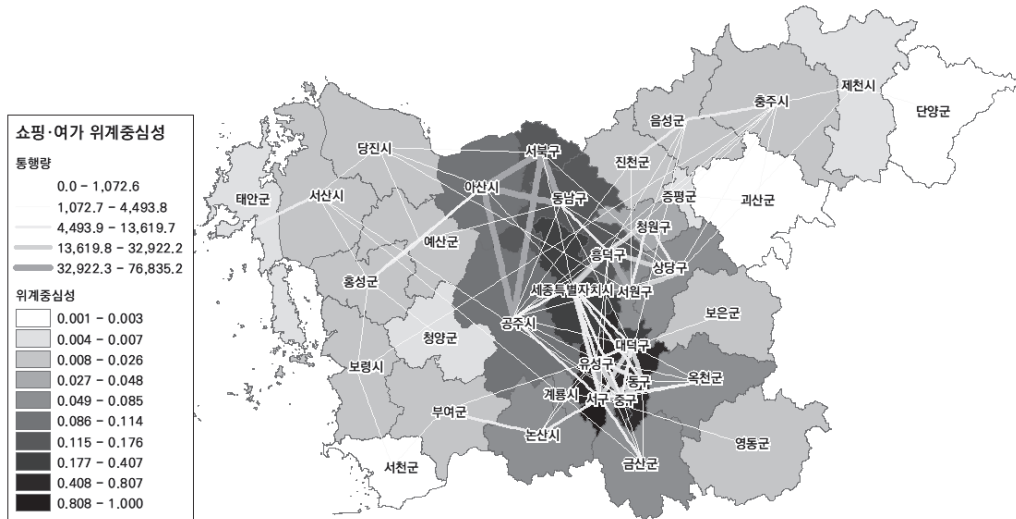 쇼핑·여가 위계중심성
통행량
0.0 – 1,072.6
1,072.7 – 4,493.8
4,493.9 – 13,619.7
13,619.8 – 32,922.2
32,922.3 – 76,835.2
위계중심성
0.001 – 0.003
0.004 – 0.007
0.008 – 0.026
0.027 – 0.048
0.049 – 0.085
0.086 – 0.114
0.115 – 0.176
0.177 – 0.407
0.408 – 0.807
0.808 – 1.000
제천시
충주시
단양군
음성군
당진시
서북구
진천군
아산시
동남구
증평군
괴산군
태안군
서산시
청원구
예산군
흥덕구
상당구
홍성군
세종특별자치시
서원구
보은군
공주시
청양군
대덕구
보령시
유성구
동구
옥천군
계룡시
서구
중구
부여군
논산시
영동군
서천군
금산군